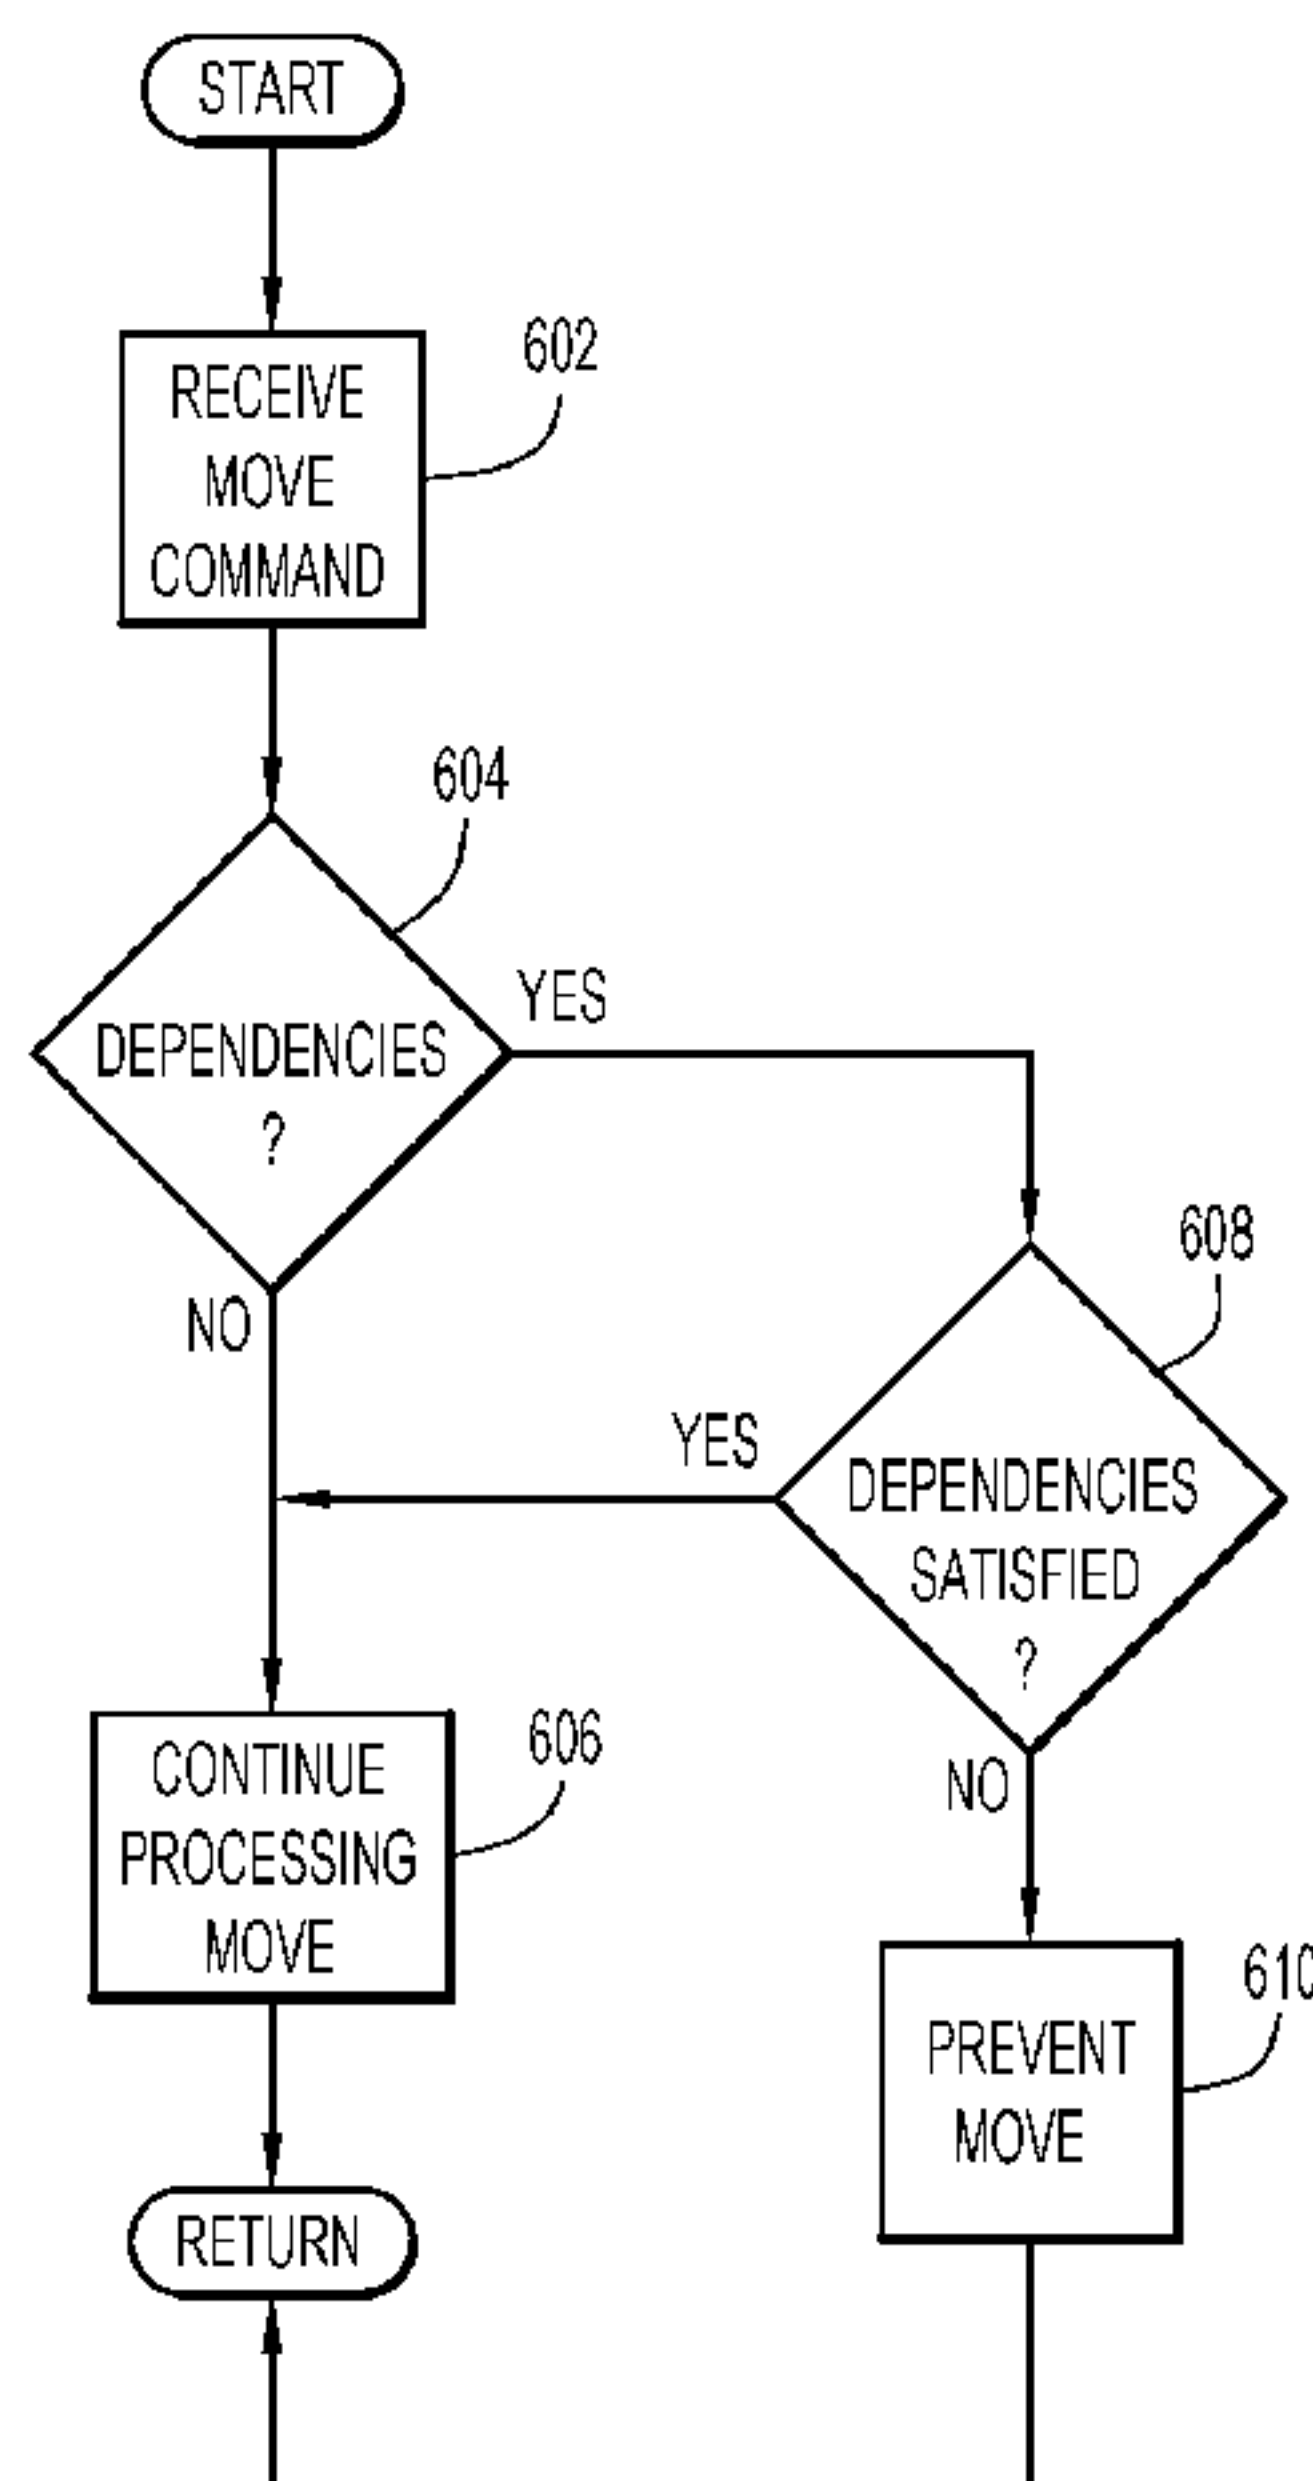 START
602
RECEIVE
MOVE
COMMAND
604
YES
DEPENDENCIES
?
NO
608
YES
DEPENDENCIES
SATISFIED
?
NO
606
CONTINUE
PROCESSING
MOVE
610
PREVENT
MOVE
RETURN